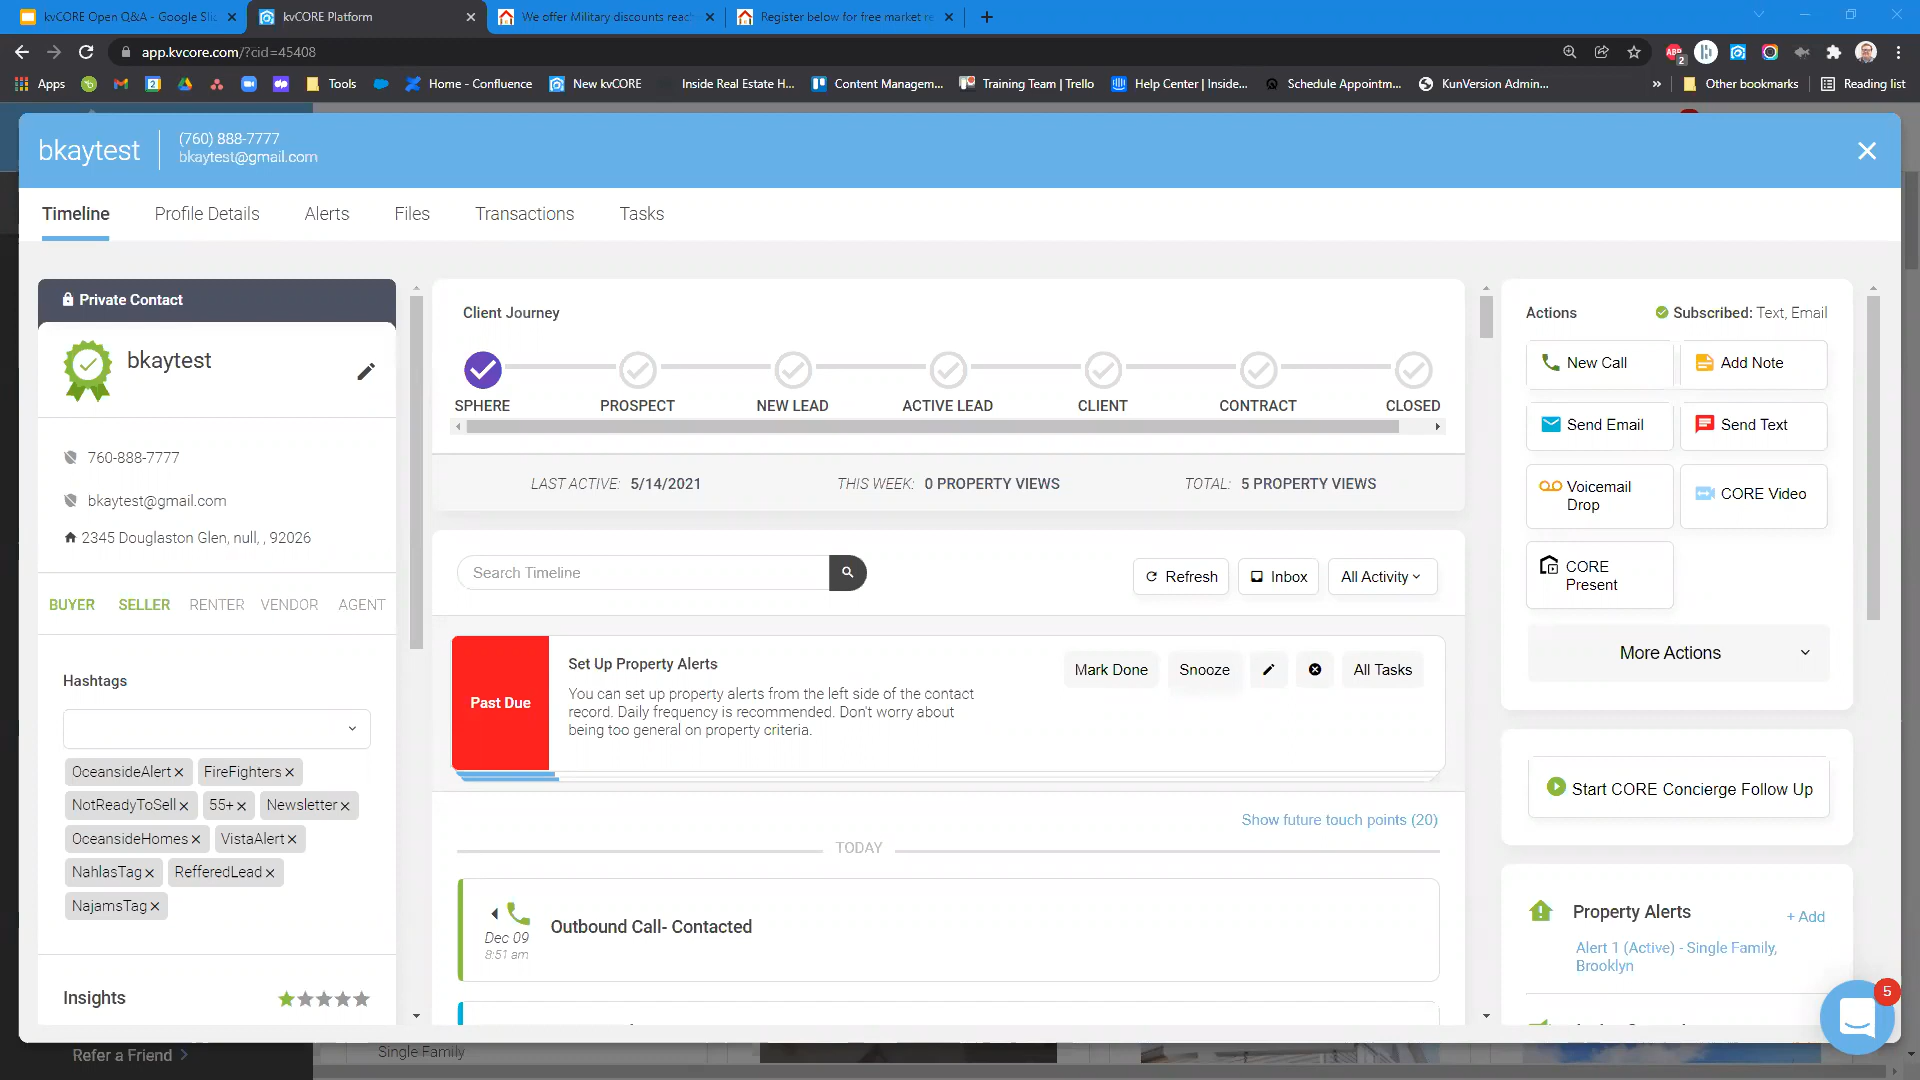 kvCORE Open Q&A - Google Slic
kvCORE Platform
We offer Military discounts reach
Register below for free market re
app.kvcore.com/?cid=45408
ABP
2
Apps
Tools
Home - Confluence
New kvCORE
Inside Real Estate H...
Content Managem...
Training Team | Trello
Help Center | Inside...
Schedule Appointm...
KunVersion Admin...
»
Other bookmarks
Reading list
bkaytest
(760) 888-7777
bkaytest@gmail.com
Timeline
Profile Details
Alerts
Files
Transactions
Tasks
Private Contact
bkaytest
760-888-7777
bkaytest@gmail.com
2345 Douglaston Glen, null, , 92026
BUYER
SELLER
RENTER
VENDOR
AGENT
Hashtags
OceansideAlert ×
FireFighters ×
NotReadyToSell ×
55+ ×
Newsletter ×
OceansideHomes ×
VistaAlert ×
NahlasTag ×
RefferedLead ×
NajamsTag ×
Insights
Refer a Friend >
Client Journey
SPHERE
PROSPECT
NEW LEAD
ACTIVE LEAD
CLIENT
CONTRACT
CLOSED
LAST ACTIVE: 5/14/2021
THIS WEEK: 0 PROPERTY VIEWS
TOTAL: 5 PROPERTY VIEWS
Search Timeline
Refresh
Inbox
All Activity
Past Due
Set Up Property Alerts
You can set up property alerts from the left side of the contact
record. Daily frequency is recommended. Don't worry about
being too general on property criteria.
Mark Done
Snooze
All Tasks
Show future touch points (20)
TODAY
Dec 09
8:51 am
Outbound Call- Contacted
Single Family
Actions
Subscribed: Text, Email
New Call
Add Note
Send Email
Send Text
Voicemail
Drop
CORE Video
CORE
Present
More Actions
Start CORE Concierge Follow Up
Property Alerts
+ Add
Alert 1 (Active) - Single Family,
Brooklyn
5